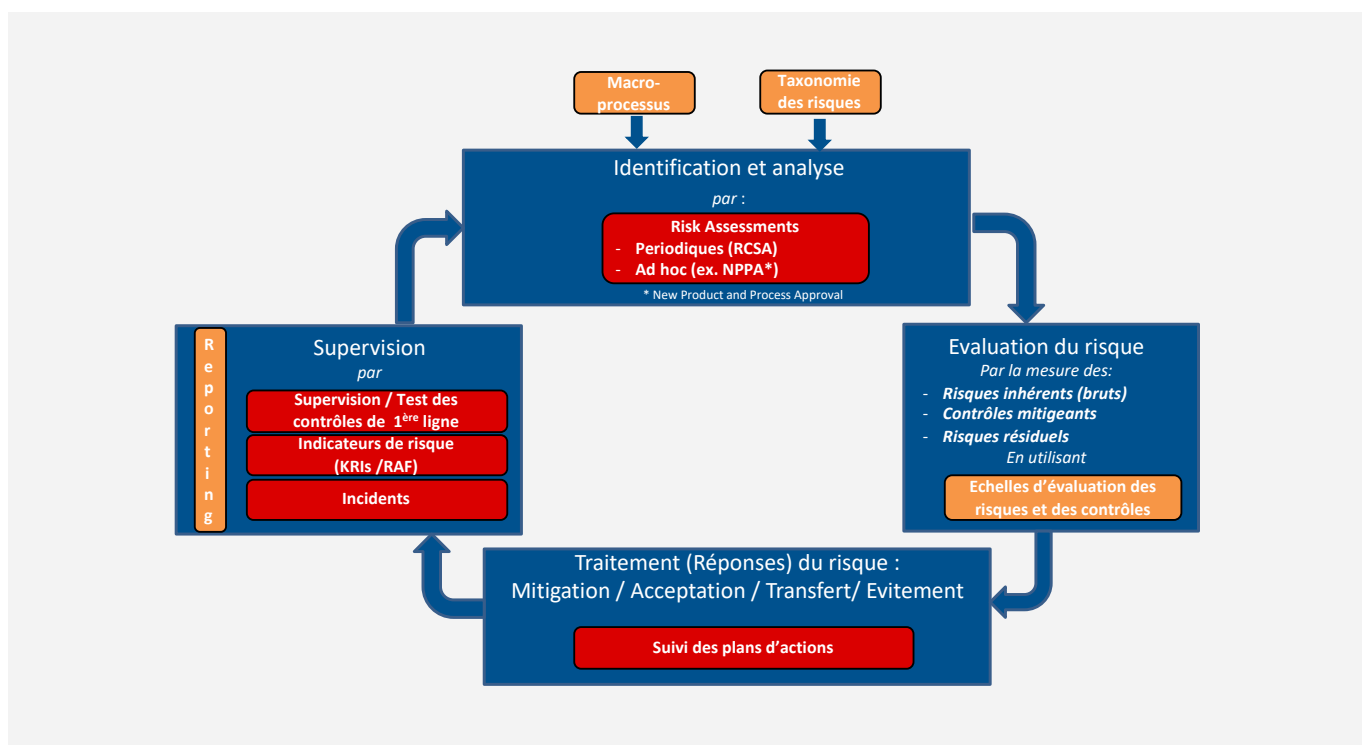 Macro-
processus
Taxonomie
des risques
Identification et analyse
par :
Risk Assessments
- Periodiques (RCSA)
- Ad hoc (ex. NPPA*)
* New Product and Process Approval
Reporting
Supervision
par
Supervision / Test des
contrôles de 1ère ligne
Indicateurs de risque
(KRIs /RAF)
Incidents
Evaluation du risque
Par la mesure des:
- Risques inhérents (bruts)
- Contrôles mitigeants
- Risques résiduels
En utilisant
Echelles d’évaluation des
risques et des contrôles
Traitement (Réponses) du risque :
Mitigation / Acceptation / Transfert/ Evitement
Suivi des plans d’actions